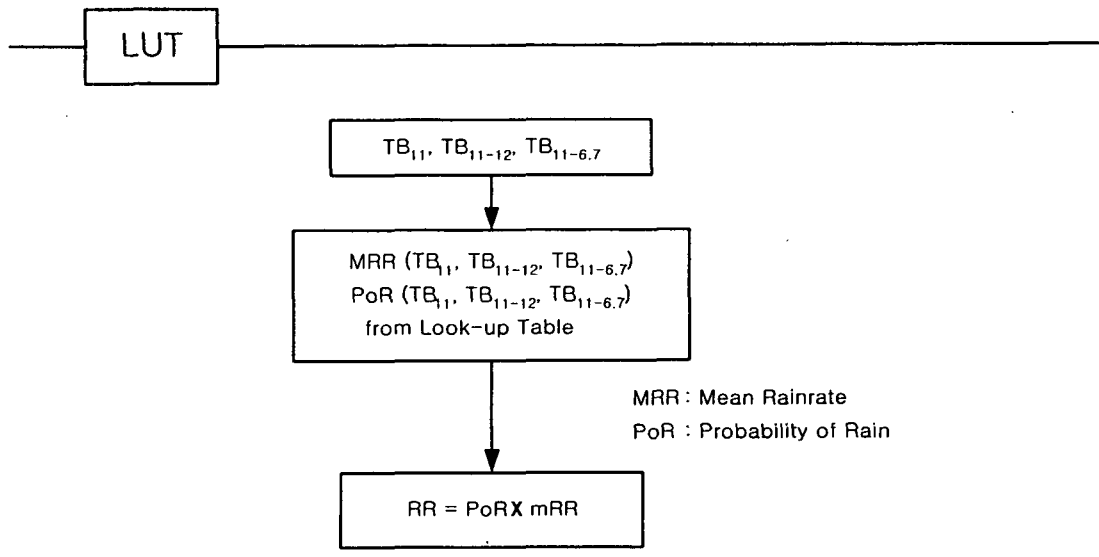 LUT
TB₁₁, TB₁₁₋₁₂, TB₁₁₋₆.₇
MRR (TB₁₁, TB₁₁₋₁₂, TB₁₁₋₆.₇)
PoR (TB₁₁, TB₁₁₋₁₂, TB₁₁₋₆.₇)
from Look-up Table
MRR : Mean Rainrate
PoR : Probability of Rain
RR = PoR X mRR